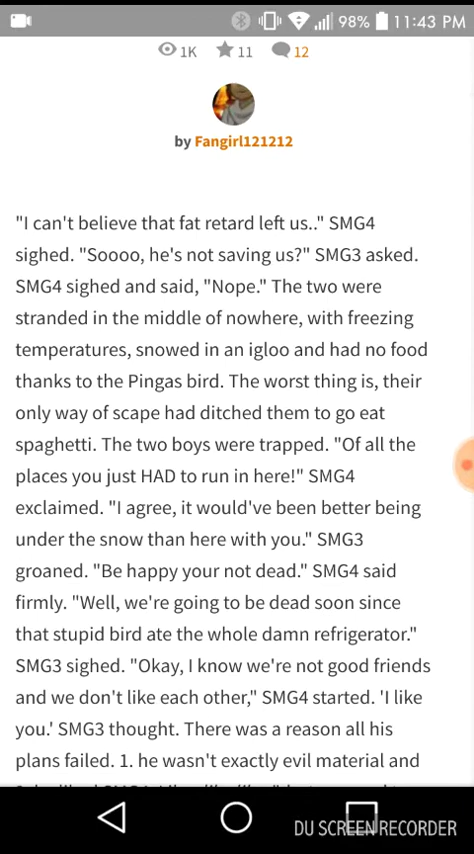 98% 11:43 PM
1K 11 12
by Fangirl121212
"I can't believe that fat retard left us.." SMG4
sighed. "Soooo, he's not saving us?" SMG3 asked.
SMG4 sighed and said, "Nope." The two were
stranded in the middle of nowhere, with freezing
temperatures, snowed in an igloo and had no food
thanks to the Pingas bird. The worst thing is, their
only way of scape had ditched them to go eat
spaghetti. The two boys were trapped. "Of all the
places you just HAD to run in here!" SMG4
exclaimed. "I agree, it would've been better being
under the snow than here with you." SMG3
groaned. "Be happy your not dead." SMG4 said
firmly. "Well, we're going to be dead soon since
that stupid bird ate the whole damn refrigerator."
SMG3 sighed. "Okay, I know we're not good friends
and we don't like each other," SMG4 started. 'I like
you.' SMG3 thought. There was a reason all his
plans failed. 1. he wasn't exactly evil material and
DU SCREEN RECORDER